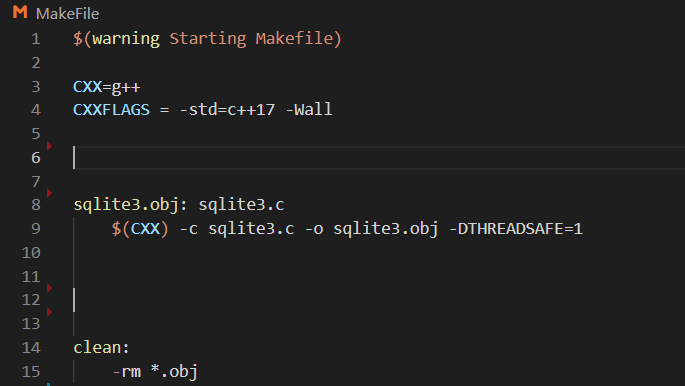 M MakeFile
1 $(warning Starting Makefile)
2
3 CXX=g++
4 CXXFLAGS = -std=c++17 -Wall
5
6
7
8 sqlite3.obj: sqlite3.c
9 $(CXX) -c sqlite3.c -o sqlite3.obj -DTHREADSAFE=1
10
11
12
13
14 clean:
15 -rm *.obj